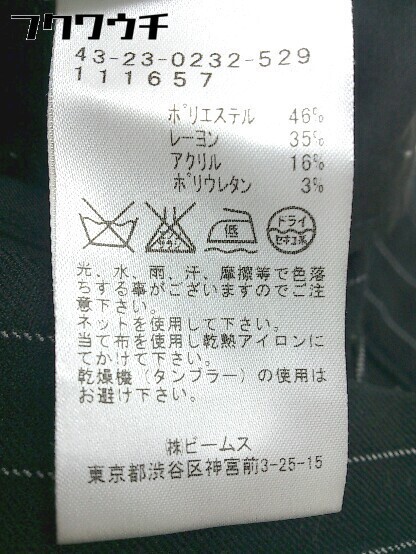 フクワウチ
43-23-0232-529
111657
ポリエステル 46%
レーヨン 35%
アクリル 16%
ポリウレタン 3%
低
ドライ
セキユ系
光、水、雨、汗、摩擦等で色落
ちする事がございますのでご注
意下さい。
ネットを使用して下さい。
当て布を使用し乾熱アイロンに
てかけて下さい。
乾燥機(タンブラー)の使用は
お避け下さい。
㈱ビームス
東京都渋谷区神宮前3-25-15